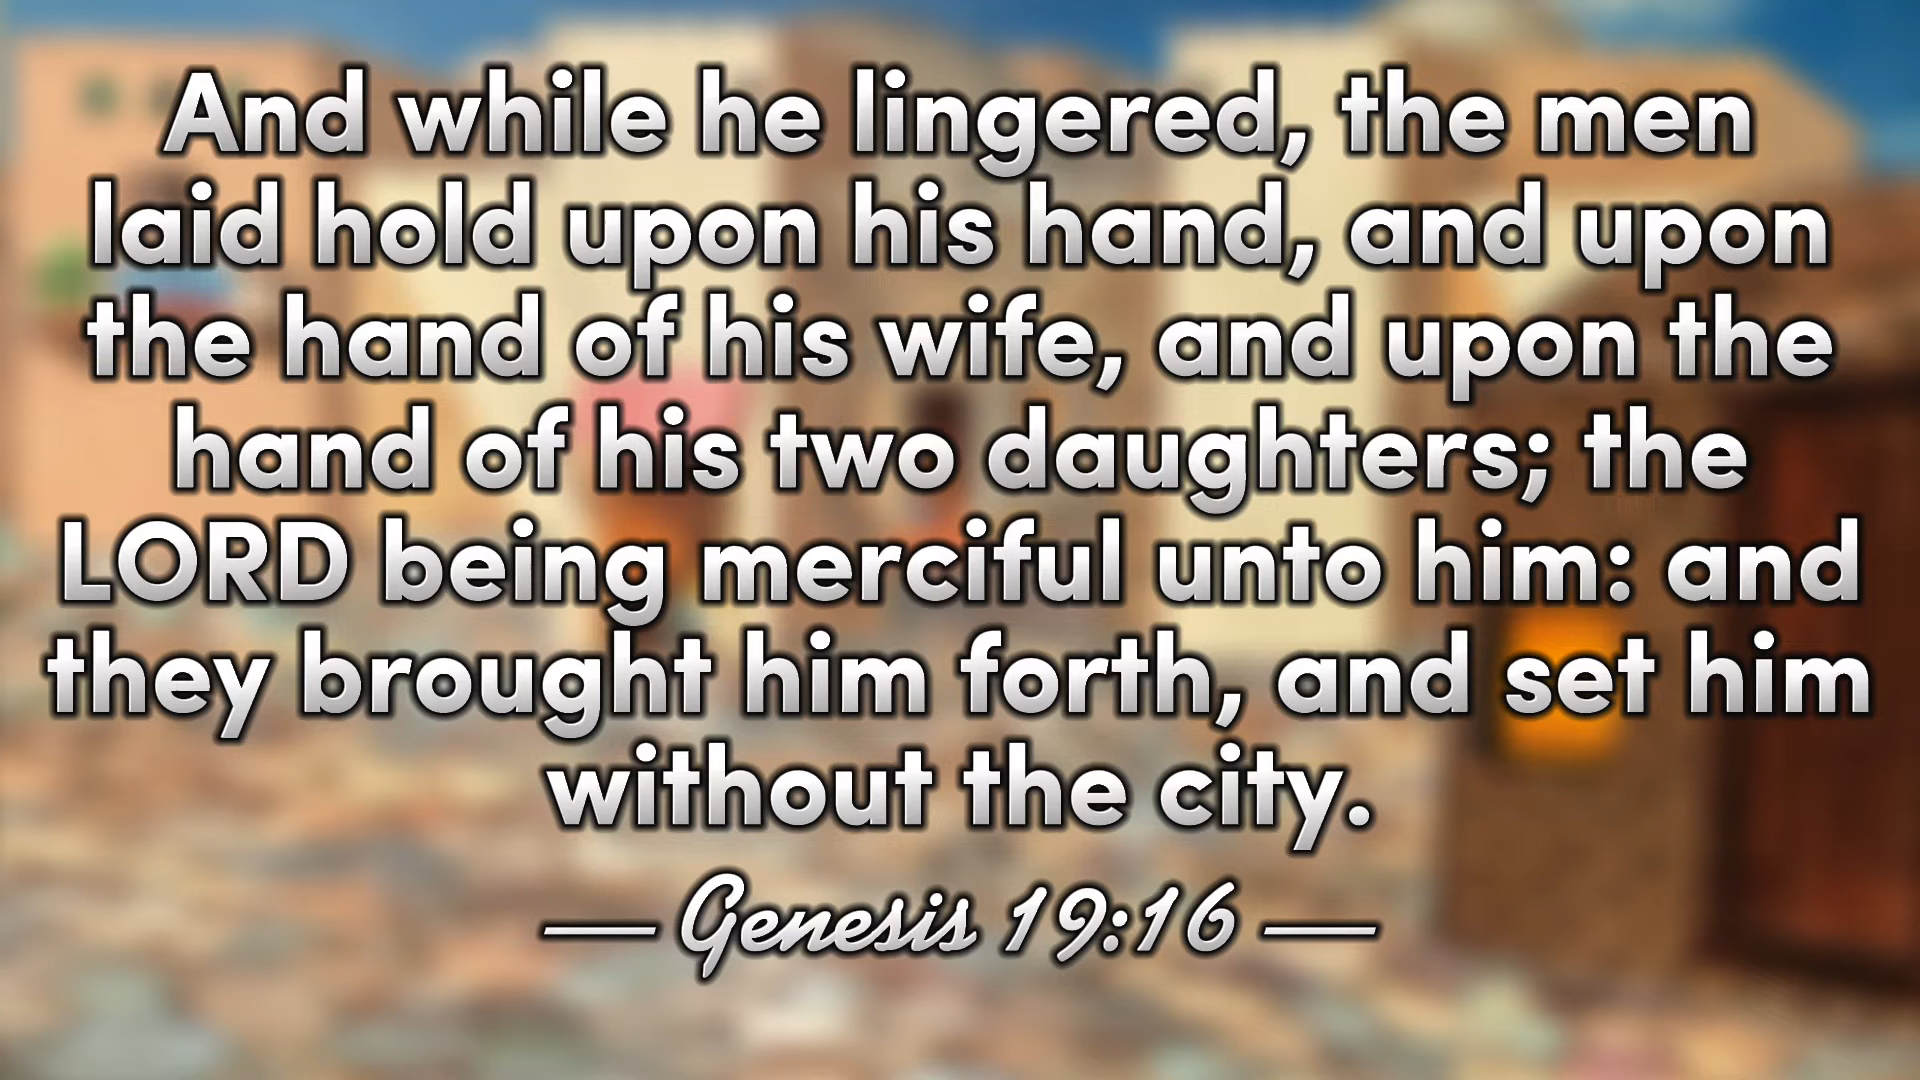 And while he lingered, the men
laid hold upon his hand, and upon
the hand of his wife, and upon the
hand of his two daughters; the
LORD being merciful unto him: and
they brought him forth, and set him
without the city.
— Genesis 19:16 —